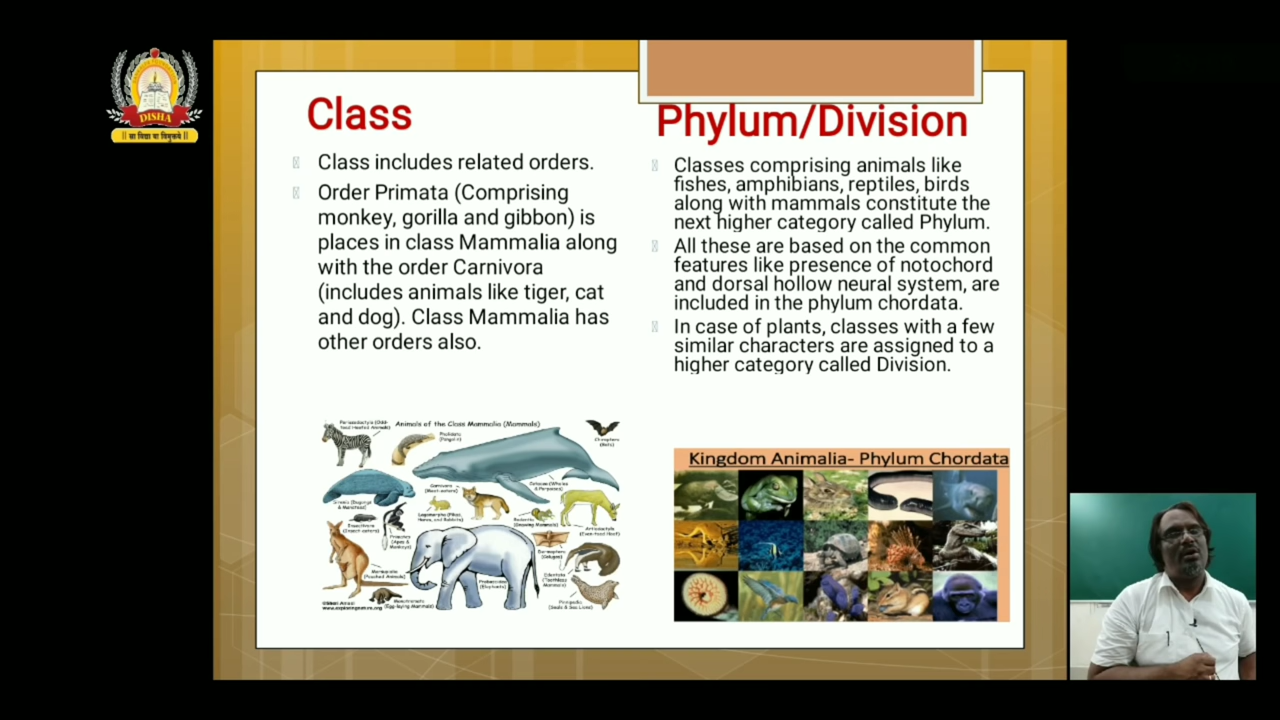 DISHA
|| सा विद्या या विमुक्तये ||
Class
Class includes related orders.
Order Primata (Comprising
monkey, gorilla and gibbon) is
places in class Mammalia along
with the order Carnivora
(includes animals like tiger, cat
and dog). Class Mammalia has
other orders also.
Animals of the Class Mammalia (Mammals)
www.exploringnature.org
Phylum/Division
Classes comprising animals like
fishes, amphibians, reptiles, birds
along with mammals constitute the
next higher category called Phylum.
All these are based on the common
features like presence of notochord
and dorsal hollow neural system, are
included in the phylum chordata.
In case of plants, classes with a few
similar characters are assigned to a
higher category called Division.
Kingdom Animalia- Phylum Chordata